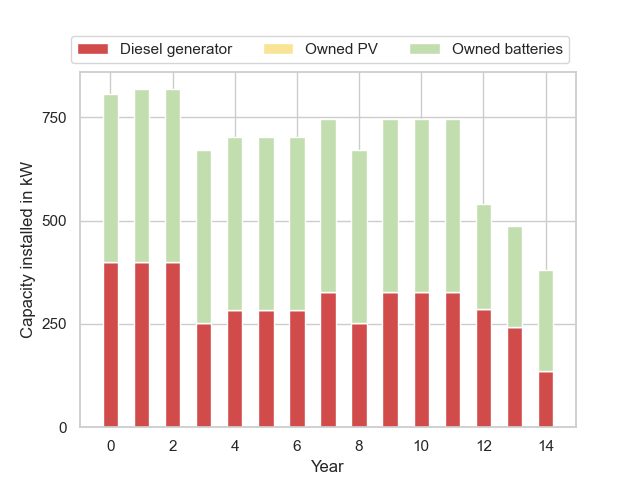 Diesel generator Owned PV Owned batteries
Capacity installed in kW
750
500
250
0
0 2 4 6 8 10 12 14
Year